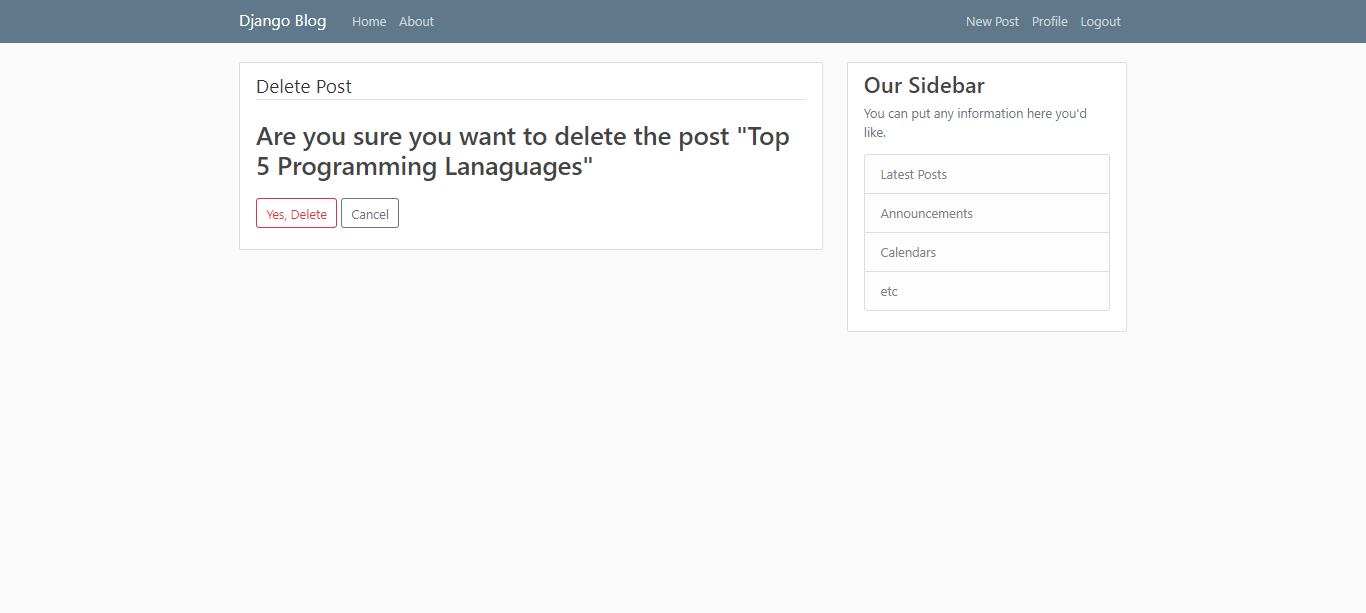 Django Blog Home About New Post Profile Logout
Delete Post
Are you sure you want to delete the post "Top
5 Programming Lanaguages"
Yes, Delete Cancel
Our Sidebar
You can put any information here you'd
like.
Latest Posts
Announcements
Calendars
etc